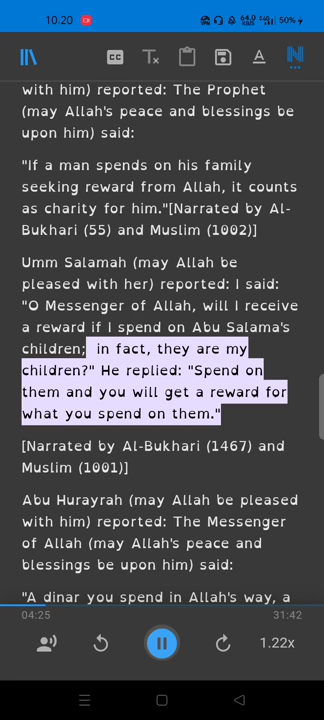 10.20
64.0
KB/s
50%
CC
with him) reported: The Prophet
(may Allah's peace and blessings be
upon him) said:
"If a man spends on his family
seeking reward from Allah, it counts
as charity for him."[Narrated by Al-
Bukhari (55) and Muslim (1002)]
Umm Salamah (may Allah be
pleased with her) reported: I said:
"O Messenger of Allah, will I receive
a reward if I spend on Abu Salama's
children; in fact, they are my
children?" He replied: "Spend on
them and you will get a reward for
what you spend on them."
[Narrated by Al-Bukhari (1467) and
Muslim (1001)]
Abu Hurayrah (may Allah be pleased
with him) reported: The Messenger
of Allah (may Allah's peace and
blessings be upon him) said:
"A dinar you spend in Allah's way, a
04:25
31:42
1.22x